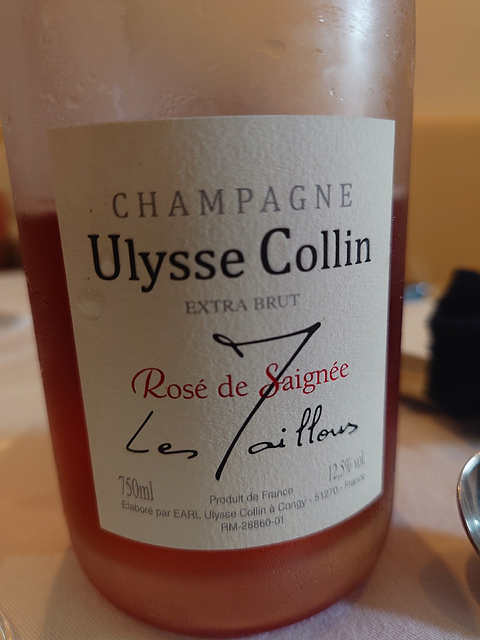 CHAMPAGNE
Ulysse Collin
EXTRA BRUT
Rosé de Saignée
Les Maillons
750ml
12,5% vol.
Produit de France
Elaboré par EARL Ulysse Collin à Congy - 51270 - France
RM-28860-01